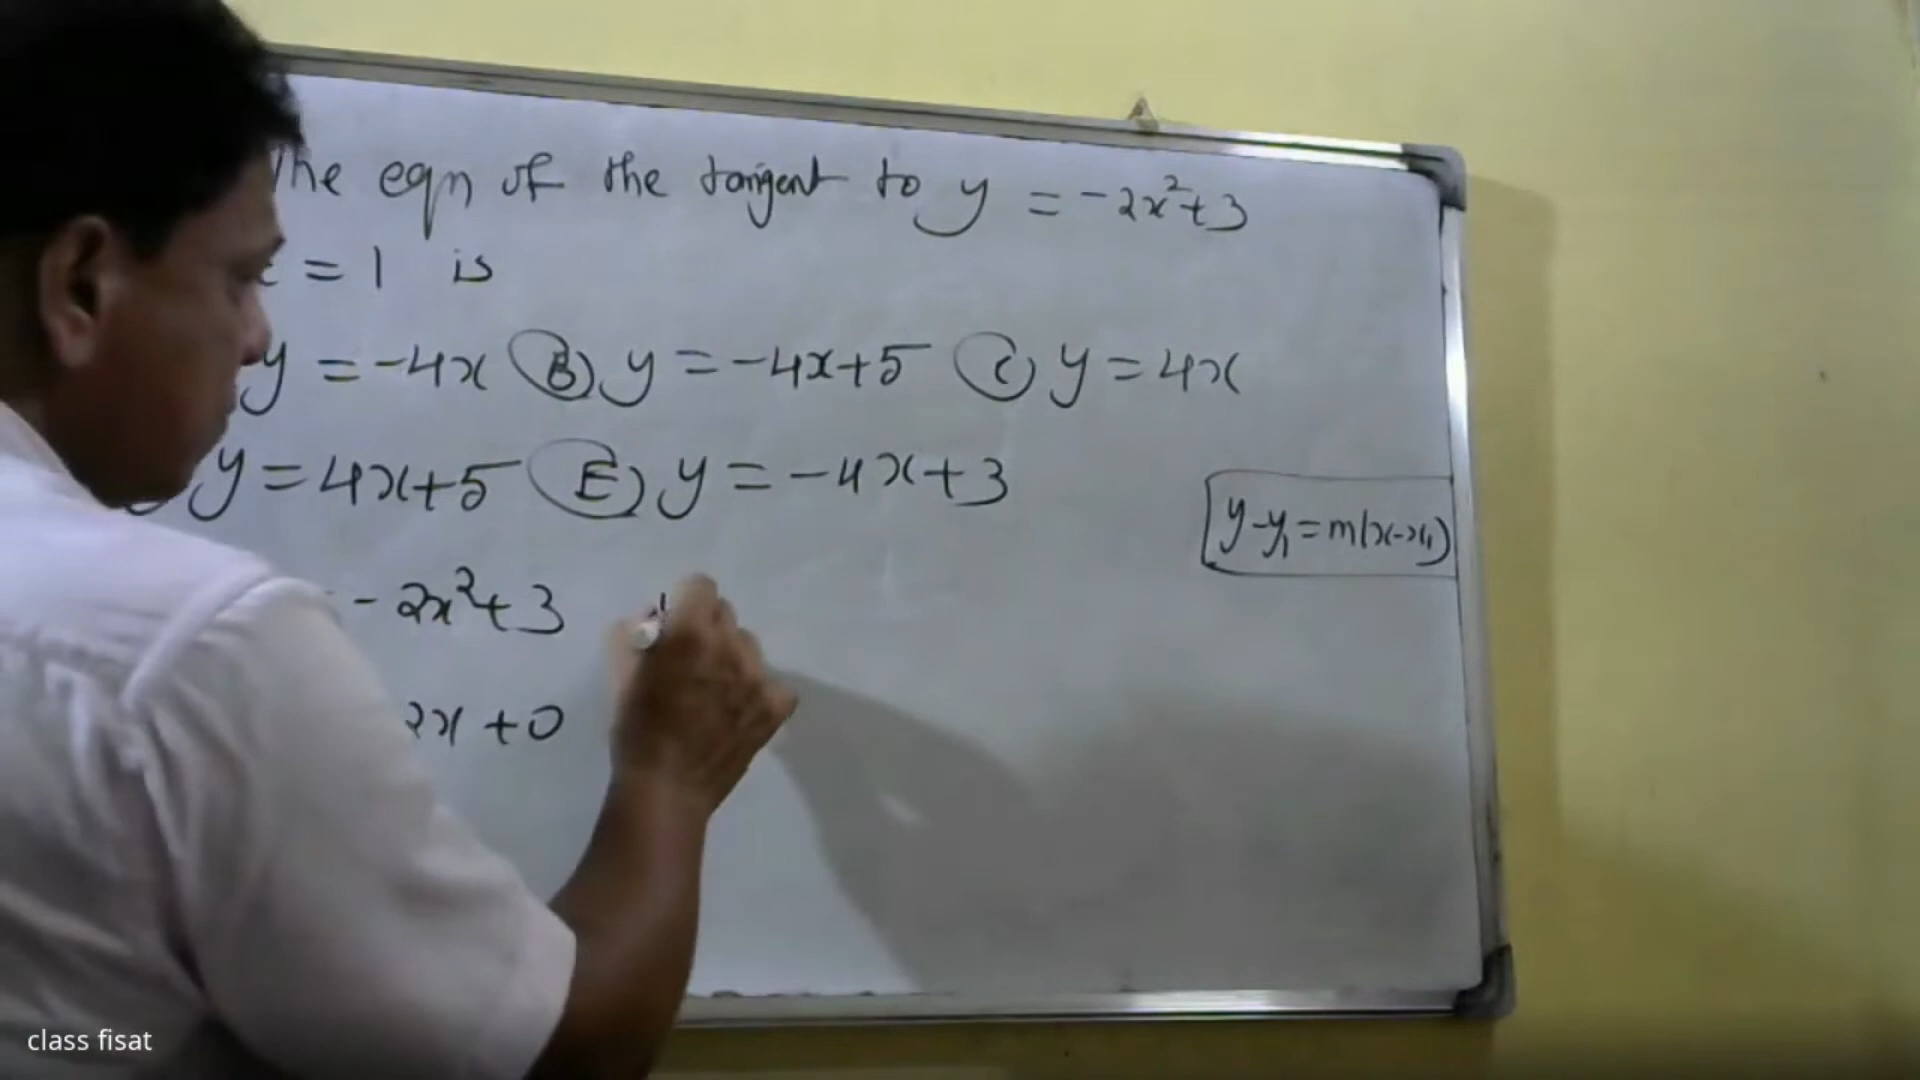 The eqn of the tangent to y = -2x²+3
= 1 is
y = -4x (B) y = -4x+5 (C) y = 4x
y = 4x+5 (E) y = -4x+3
y-y₁=m(x-x₁)
- 2x²+3
2x +0
class fisat